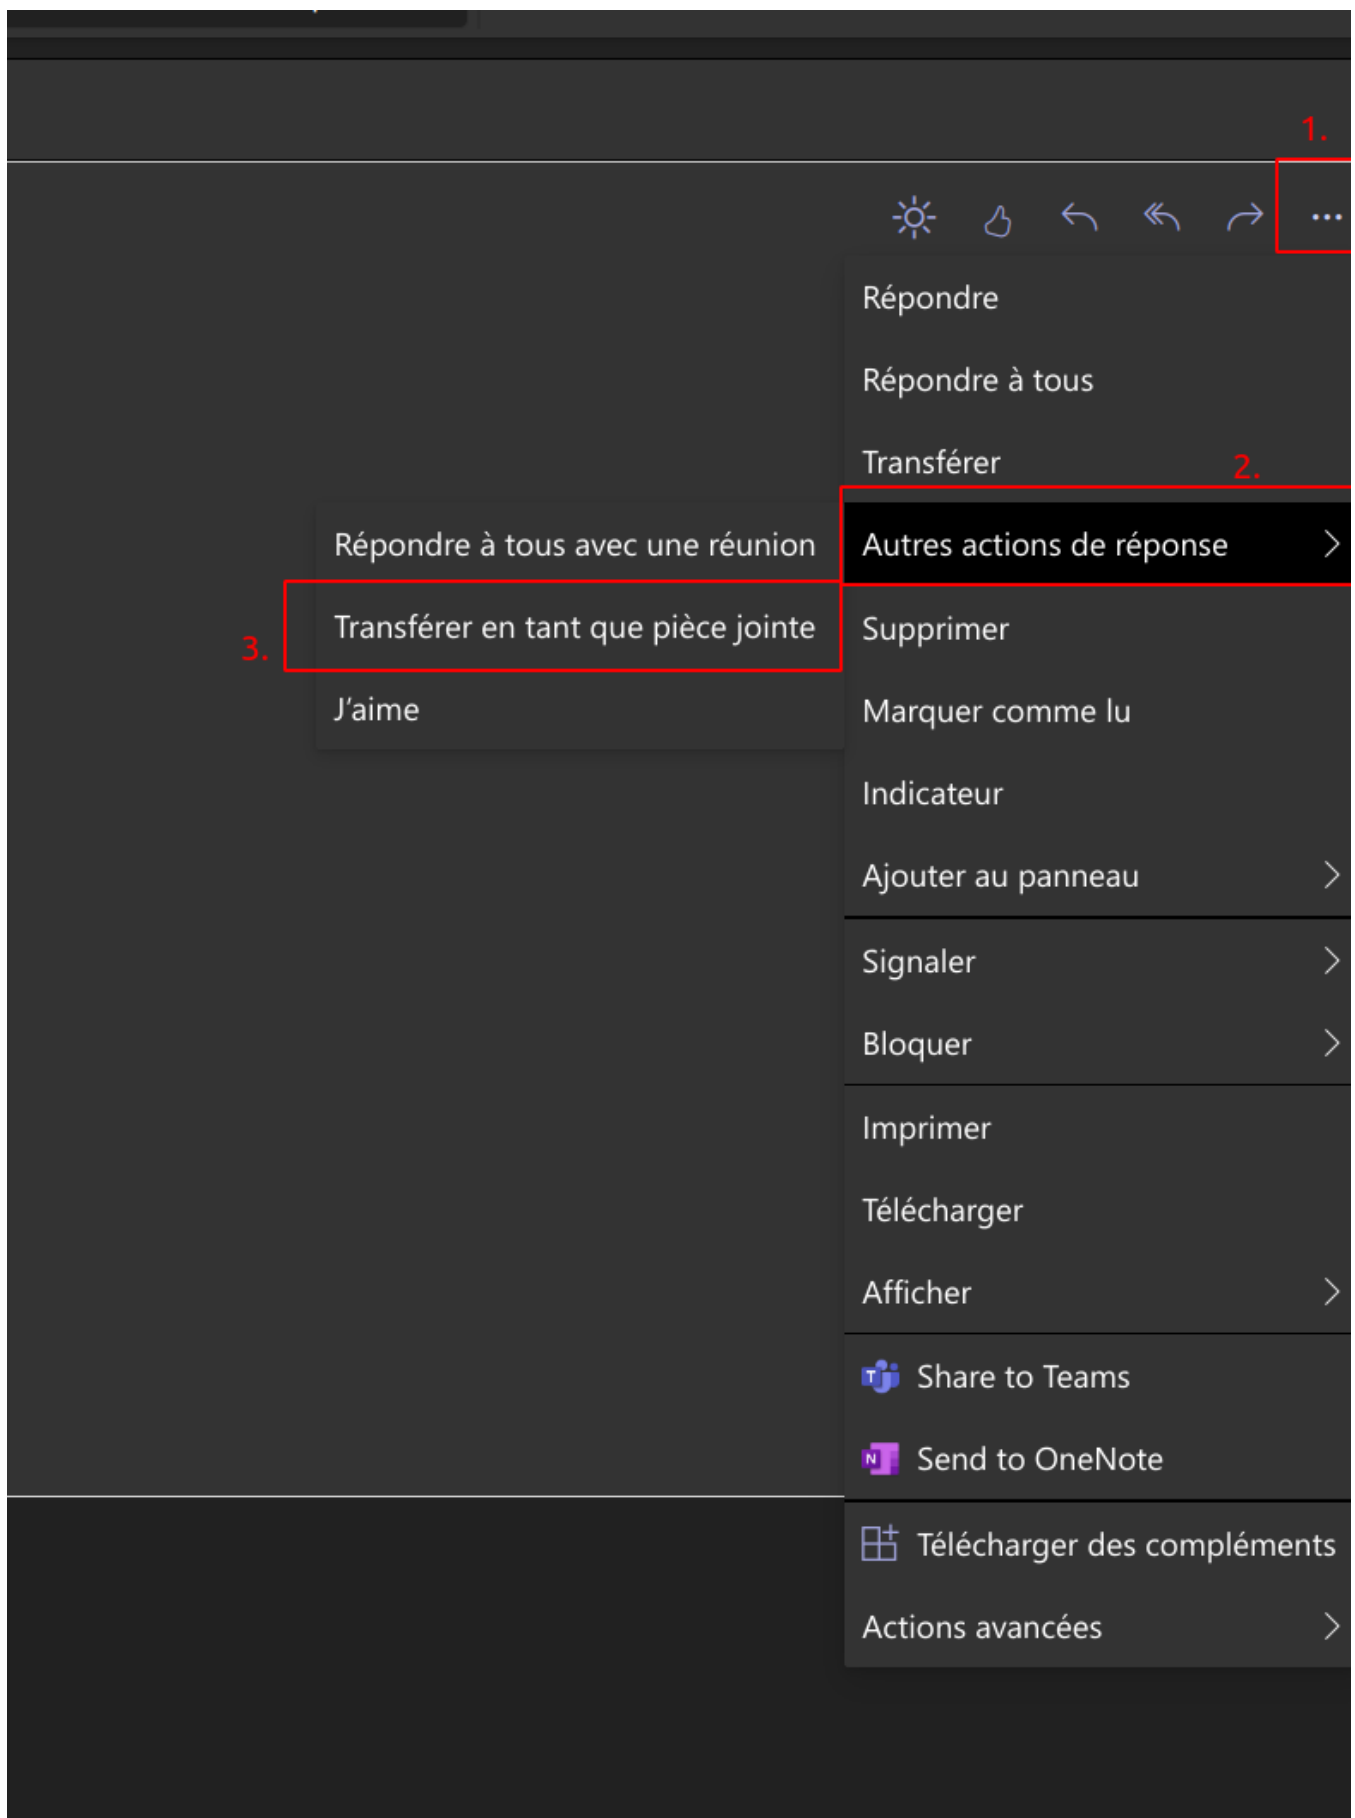 1.
Répondre
Répondre à tous
Transférer
2.
Répondre à tous avec une réunion
Autres actions de réponse
3.
Transférer en tant que pièce jointe
Supprimer
J'aime
Marquer comme lu
Indicateur
Ajouter au panneau
Signaler
Bloquer
Imprimer
Télécharger
Afficher
T
Share to Teams
N
Send to OneNote
Télécharger des compléments
Actions avancées